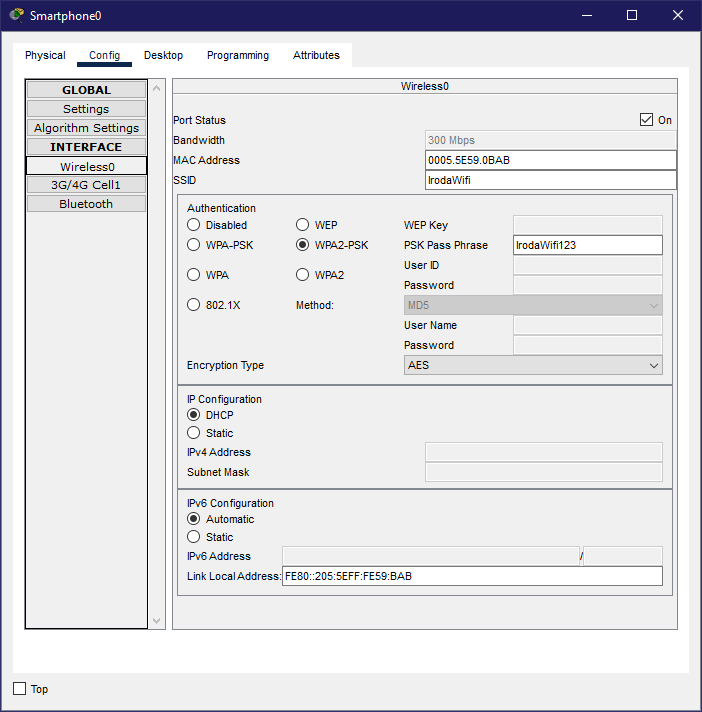 Smartphone0
Physical Config Desktop Programming Attributes
GLOBAL
Settings
Algorithm Settings
INTERFACE
Wireless0
3G/4G Cell1
Bluetooth
Wireless0
Port Status On
Bandwidth 300 Mbps
MAC Address 0005.5E59.0BAB
SSID IrodaWifi
Authentication
Disabled WEP WEP Key
WPA-PSK WPA2-PSK PSK Pass Phrase IrodaWifi123
User ID
WPA WPA2
Password
802.1X Method: MD5
User Name
Password
Encryption Type AES
IP Configuration
DHCP
Static
IPv4 Address
Subnet Mask
IPv6 Configuration
Automatic
Static
IPv6 Address /
Link Local Address: FE80::205:5EFF:FE59:BAB
Top